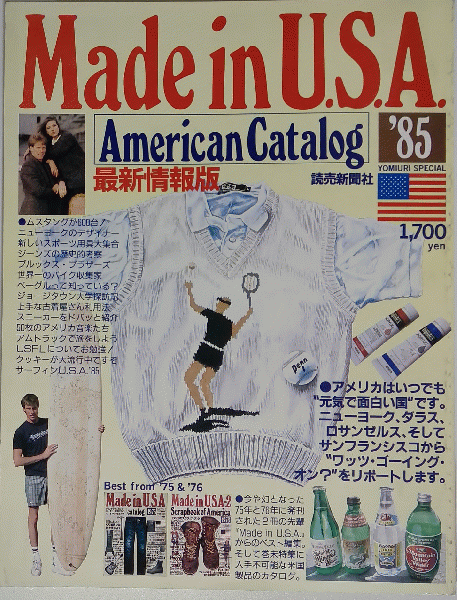 Made in U.S.A.
American Catalog
'85
最新情報版
読売新聞社
YOMIURI SPECIAL
1,700
yen
●ムスタングが600台!
ニューヨークのデザイナー
新しいスポーツ用具大集合
ジーンズの歴史的考察
ブルックス・ブラザーズ
世界一のバイク収集家
ベーグルって知っている?
ジョージタウン大学探訪
上手な古着屋さん利用法
スニーカーをドバッと紹介
50枚のアメリカ音楽たち
アムトラックで旅をしよう
LSFLについてお勉強!
クッキーが大流行ですぞ
サーフィンU.S.A.'85
Penn
●アメリカはいつでも
"元気で面白い国"です。
ニューヨーク、ダラス、
ロサンゼルス、そして
サンフランシスコから
"ワッツ・ゴーイング・
オン?"をリポートします。
Best from '75 & '76
Made in U.S.A
Catalog 1975
Made in U.S.A-2
Scrapbook of America
●今や幻となった
75年と76年に発刊
された2冊の先輩
「Made in U.S.A.」
からのベスト編集。
そして巻末特集に
入手不可能な米国
製品のカタログ。